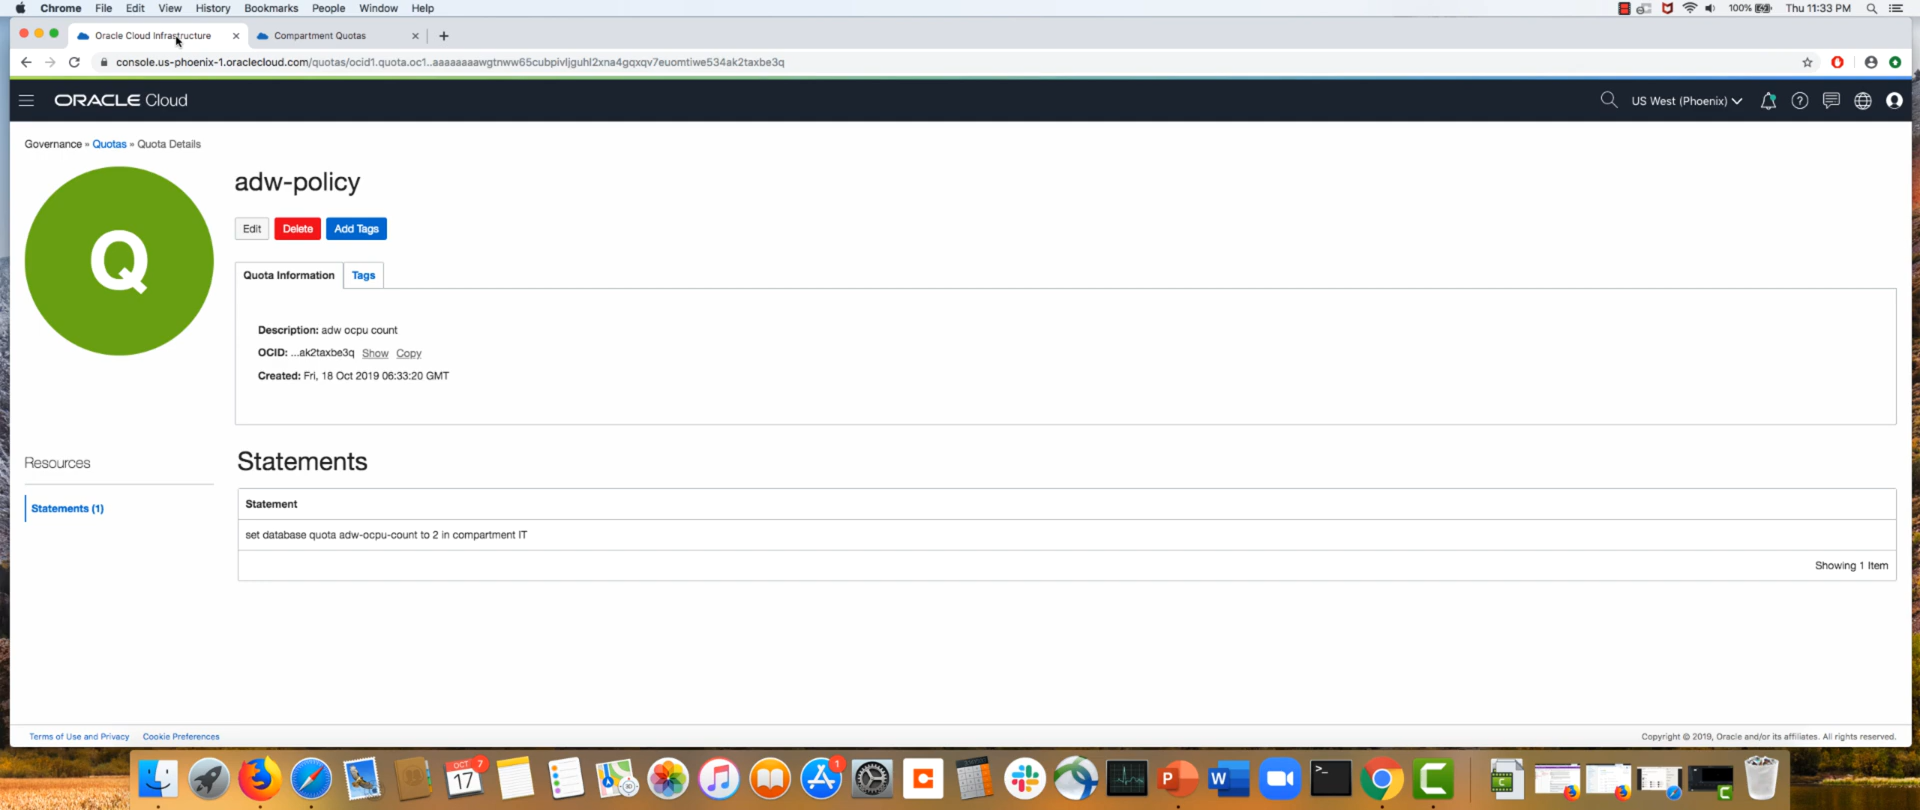 Chrome File Edit View History Bookmarks People Window Help 100% Thu 11:33 PM
Oracle Cloud Infrastructure Compartment Quotas
console.us-phoenix-1.oraclecloud.com/quotas/ocid1.quota.oc1..aaaaaaaawgtnww65cubpivljguhl2xna4gqxqv7euomtiwe534ak2taxbe3q
ORACLE Cloud US West (Phoenix)
Governance » Quotas » Quota Details
Q
adw-policy
Edit Delete Add Tags
Quota Information Tags
Description: adw ocpu count
OCID: ...ak2taxbe3q Show Copy
Created: Fri, 18 Oct 2019 06:33:20 GMT
Resources
Statements (1)
Statements
Statement
set database quota adw-ocpu-count to 2 in compartment IT
Showing 1 Item
Terms of Use and Privacy Cookie Preferences Copyright © 2019, Oracle and/or its affiliates. All rights reserved.
OCT 17 7 1